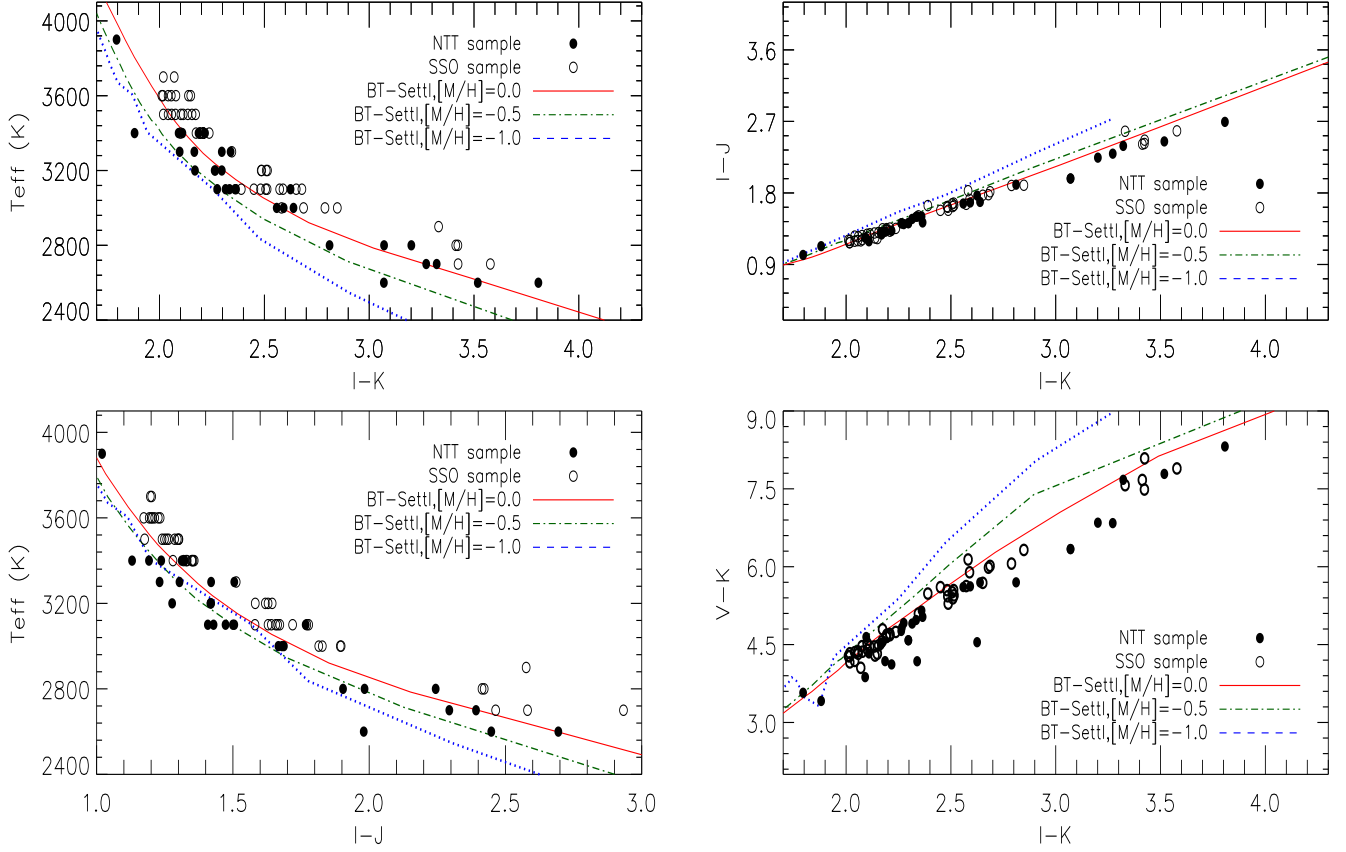 4000
3600
3200
2800
2400
Teff (K)
NTT sample
SSO sample
BT-Settl,[M/H]=0.0
BT-Settl,[M/H]=-0.5
BT-Settl,[M/H]=-1.0
2.0 2.5 3.0 3.5 4.0
I-K
3.6
2.7
1.8
0.9
I-J
NTT sample
SSO sample
BT-Settl,[M/H]=0.0
BT-Settl,[M/H]=-0.5
BT-Settl,[M/H]=-1.0
2.0 2.5 3.0 3.5 4.0
I-K
4000
3600
3200
2800
2400
Teff (K)
NTT sample
SSO sample
BT-Settl,[M/H]=0.0
BT-Settl,[M/H]=-0.5
BT-Settl,[M/H]=-1.0
1.0 1.5 2.0 2.5 3.0
I-J
9.0
7.5
6.0
4.5
3.0
V-K
NTT sample
SSO sample
BT-Settl,[M/H]=0.0
BT-Settl,[M/H]=-0.5
BT-Settl,[M/H]=-1.0
2.0 2.5 3.0 3.5 4.0
I-K